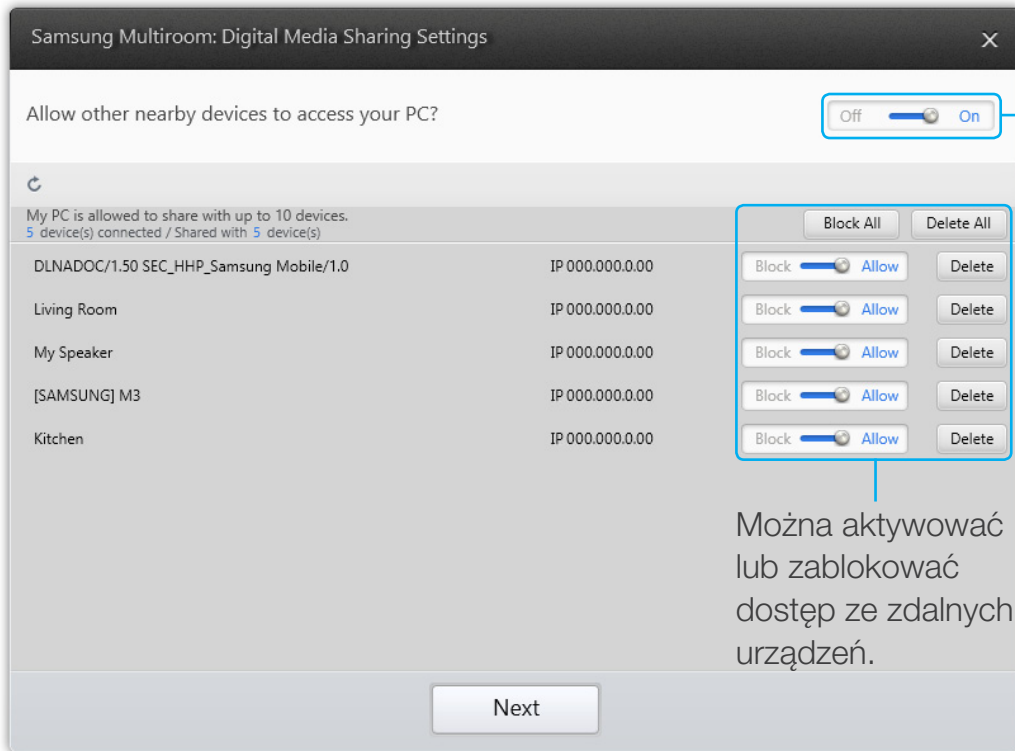 Samsung Multiroom: Digital Media Sharing Settings
Allow other nearby devices to access your PC?
Off On
My PC is allowed to share with up to 10 devices.
5 device(s) connected / Shared with 5 device(s)
Block All Delete All
DLNADOC/1.50 SEC_HHP_Samsung Mobile/1.0 IP 000.000.0.00 Block Allow Delete
Living Room IP 000.000.0.00 Block Allow Delete
My Speaker IP 000.000.0.00 Block Allow Delete
[SAMSUNG] M3 IP 000.000.0.00 Block Allow Delete
Kitchen IP 000.000.0.00 Block Allow Delete
Można aktywować
lub zablokować
dostęp ze zdalnych
urządzeń.
Next